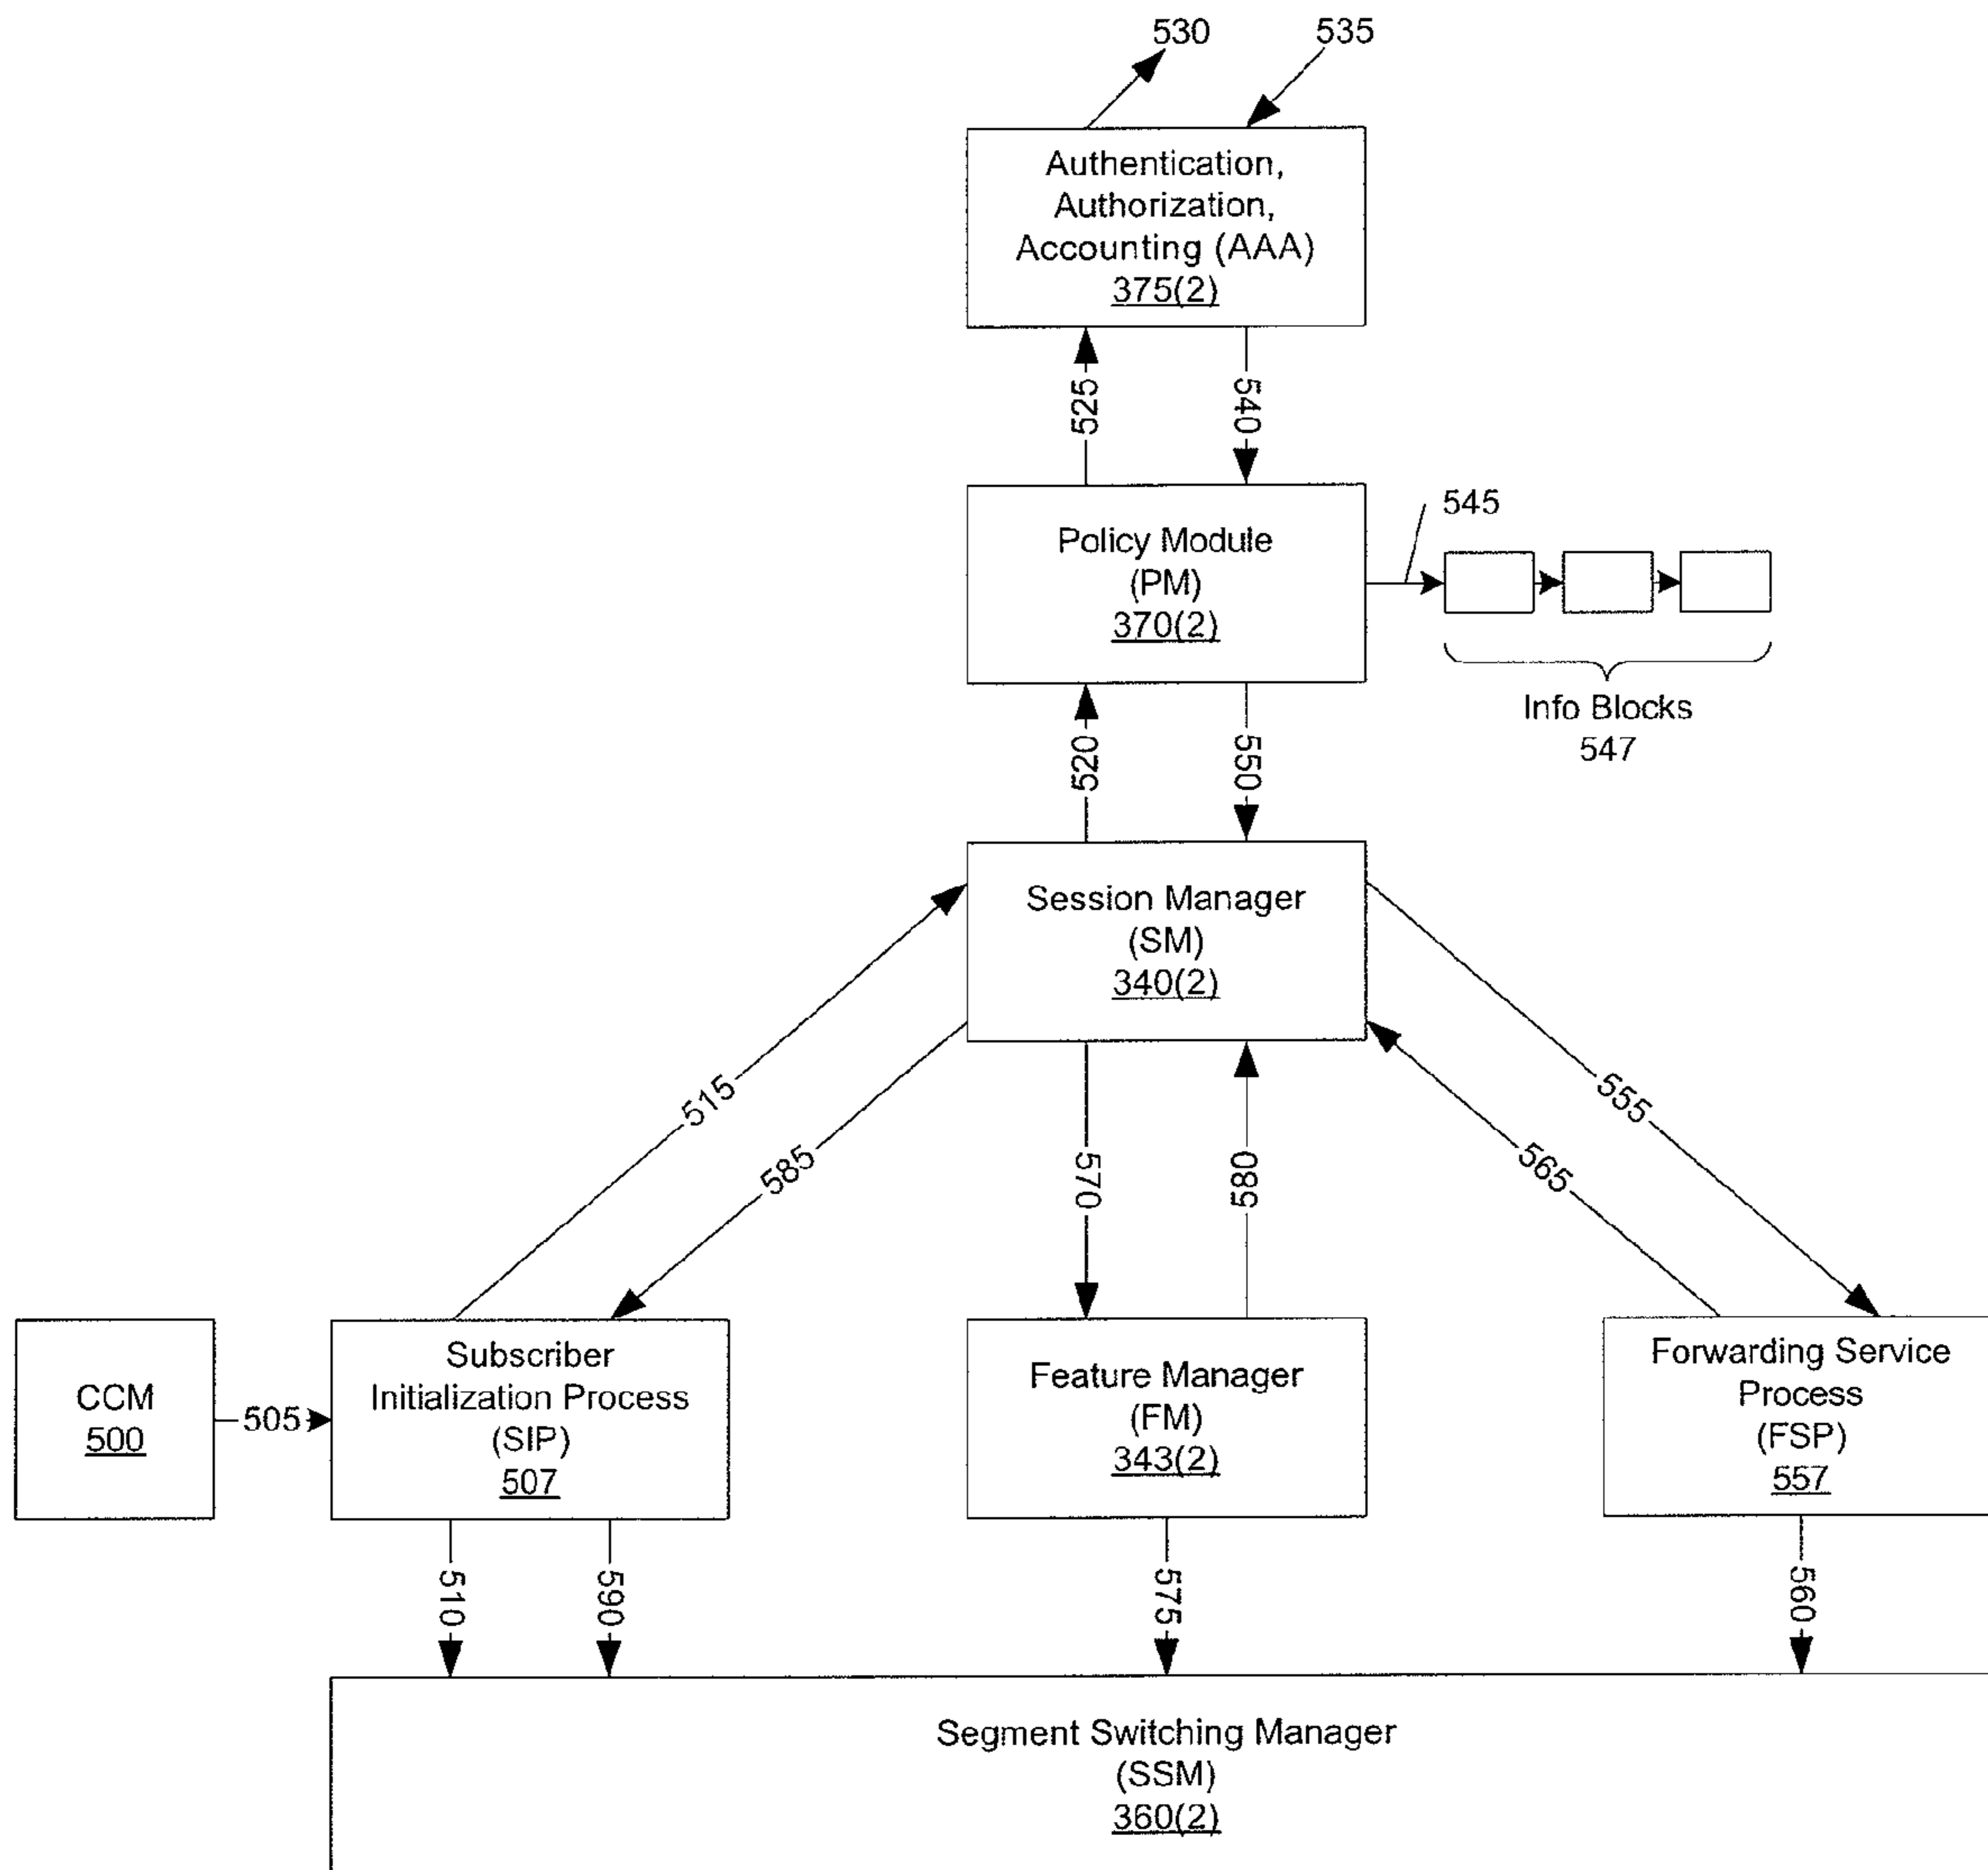 530
535
Authentication,
Authorization,
Accounting (AAA)
375(2)
525
540
545
Policy Module
(PM)
370(2)
Info Blocks
547
520
550
Session Manager
(SM)
340(2)
515
585
570
580
565
555
CCM
500
505
Subscriber
Initialization Process
(SIP)
507
Feature Manager
(FM)
343(2)
Forwarding Service
Process
(FSP)
557
510
590
575
560
Segment Switching Manager
(SSM)
360(2)